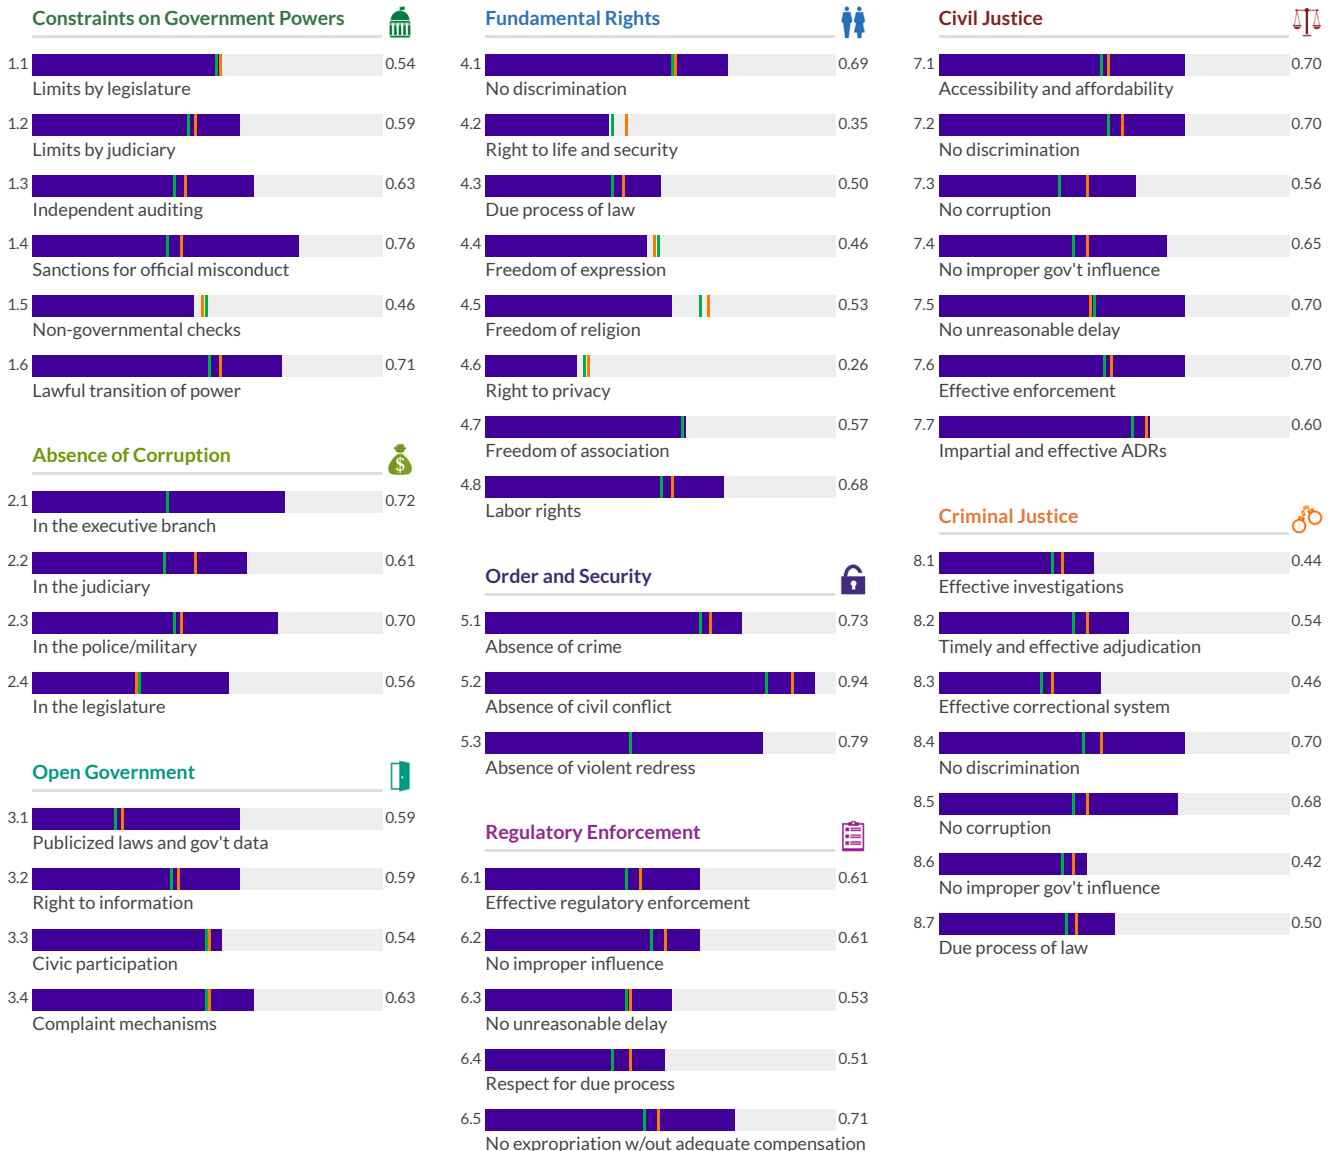 Constraints on Government Powers
1.1 0.54
Limits by legislature
1.2 0.59
Limits by judiciary
1.3 0.63
Independent auditing
1.4 0.76
Sanctions for official misconduct
1.5 0.46
Non-governmental checks
1.6 0.71
Lawful transition of power
Absence of Corruption
$
2.1 0.72
In the executive branch
2.2 0.61
In the judiciary
2.3 0.70
In the police/military
2.4 0.56
In the legislature
Open Government
3.1 0.59
Publicized laws and gov't data
3.2 0.59
Right to information
3.3 0.54
Civic participation
3.4 0.63
Complaint mechanisms
Fundamental Rights
4.1 0.69
No discrimination
4.2 0.35
Right to life and security
4.3 0.50
Due process of law
4.4 0.46
Freedom of expression
4.5 0.53
Freedom of religion
4.6 0.26
Right to privacy
4.7 0.57
Freedom of association
4.8 0.68
Labor rights
Order and Security
5.1 0.73
Absence of crime
5.2 0.94
Absence of civil conflict
5.3 0.79
Absence of violent redress
Regulatory Enforcement
6.1 0.61
Effective regulatory enforcement
6.2 0.61
No improper influence
6.3 0.53
No unreasonable delay
6.4 0.51
Respect for due process
6.5 0.71
No expropriation w/out adequate compensation
Civil Justice
7.1 0.70
Accessibility and affordability
7.2 0.70
No discrimination
7.3 0.56
No corruption
7.4 0.65
No improper gov't influence
7.5 0.70
No unreasonable delay
7.6 0.70
Effective enforcement
7.7 0.60
Impartial and effective ADRs
Criminal Justice
8.1 0.44
Effective investigations
8.2 0.54
Timely and effective adjudication
8.3 0.46
Effective correctional system
8.4 0.70
No discrimination
8.5 0.68
No corruption
8.6 0.42
No improper gov't influence
8.7 0.50
Due process of law